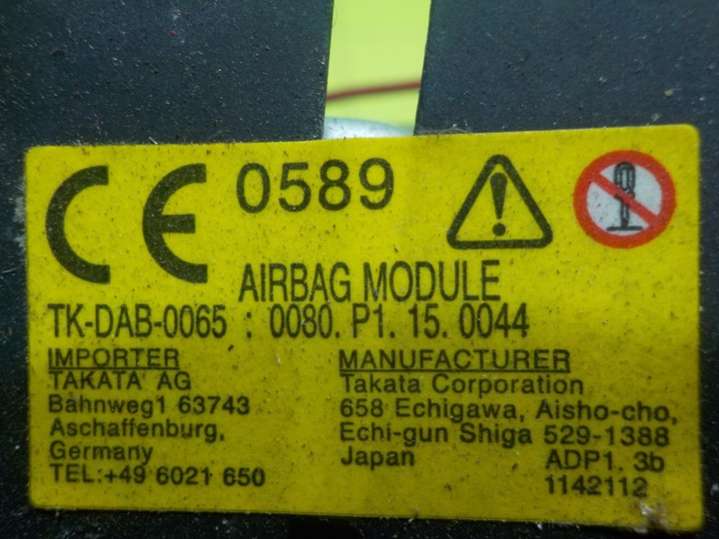 CE 0589
AIRBAG MODULE
TK-DAB-0065 : 0080. P1. 15. 0044
IMPORTER
TAKATA AG
Bahnweg1 63743
Aschaffenburg,
Germany
TEL:+49 6021 650
MANUFACTURER
Takata Corporation
658 Echigawa, Aisho-cho,
Echi-gun Shiga 529-1388
Japan ADP1. 3b
1142112